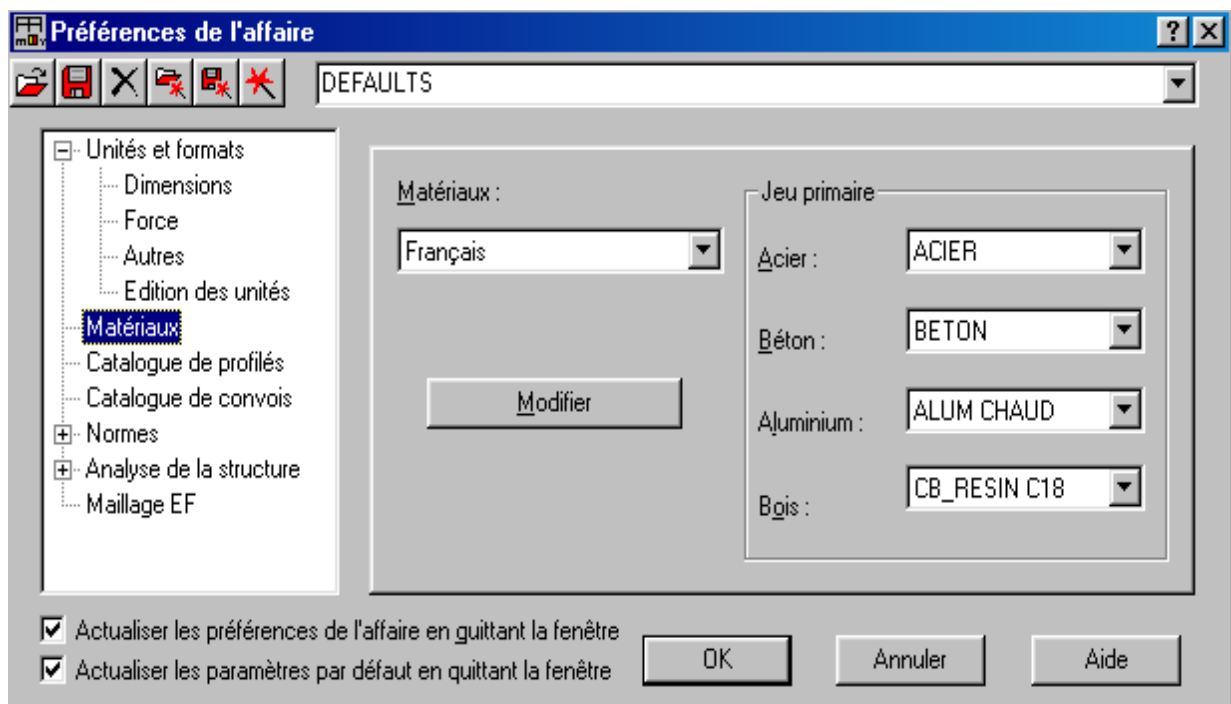 Préférences de l'affaire
DEFAULTS
Unités et formats
Dimensions
Force
Autres
Edition des unités
Matériaux
Catalogue de profilés
Catalogue de convois
Normes
Analyse de la structure
Maillage EF
Matériaux :
Français
Modifier
Jeu primaire
Acier :
ACIER
Béton :
BETON
Aluminium :
ALUM CHAUD
Bois :
CB_RESIN C18
Actualiser les préférences de l'affaire en quittant la fenêtre
Actualiser les paramètres par défaut en quittant la fenêtre
OK
Annuler
Aide